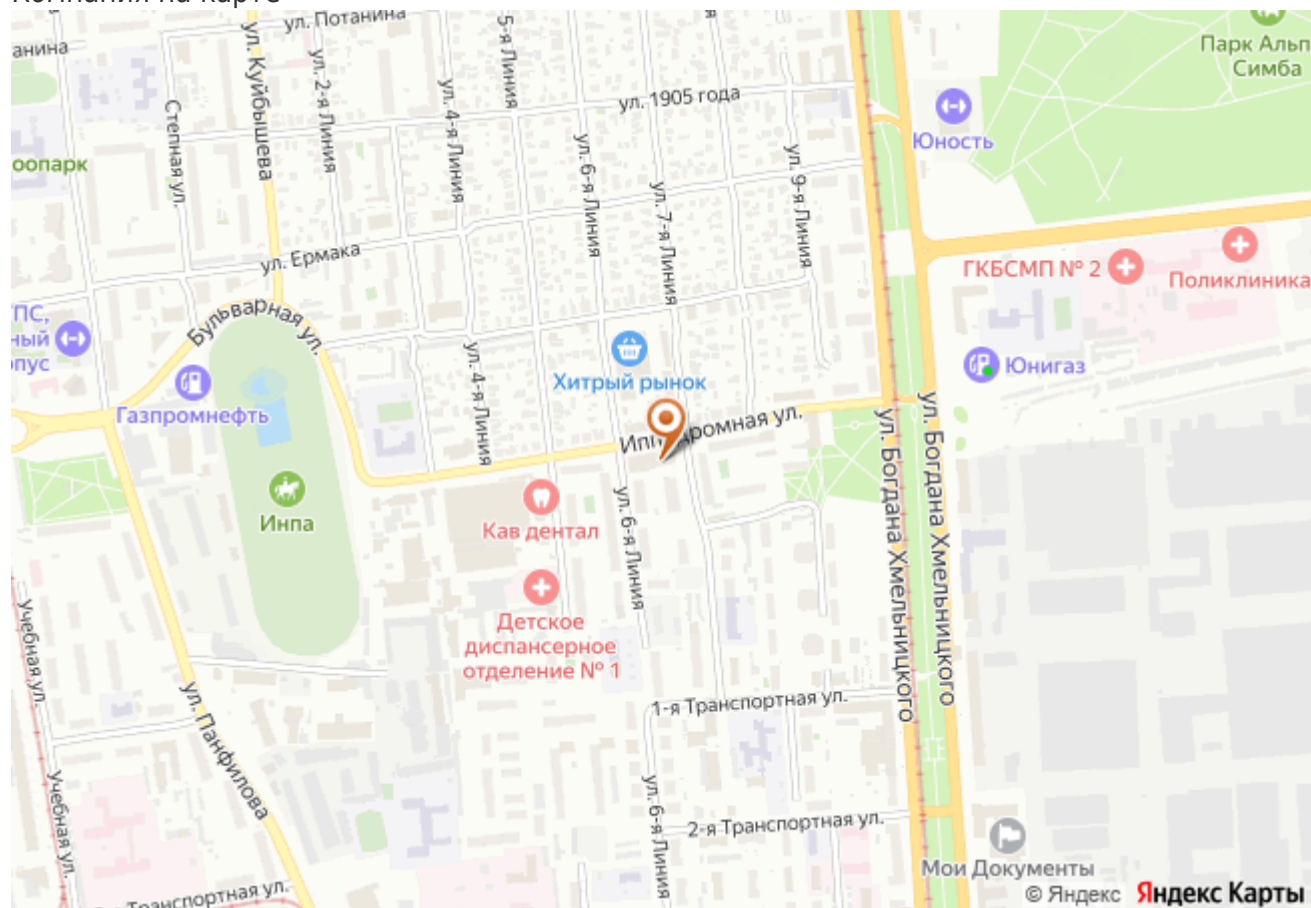 Компания на карте
ул. Потанина
анина
ул. Куйбышева
ул. 2-я Линия
5-я Линия
Парк Альп
Симба
ул. 4-я Линия
ул. 1905 года
Степная ул.
Юность
оопарк
ул. 6-я Линия
ул. 7-я Линия
ул. 9-я Линия
ул. Ермака
ГКБСМП № 2
Поликлиника
ПС,
ный
пус
Бульварная ул.
Газпромнефть
ул. 4-я Линия
Хитрый рынок
Юнигаз
ул. Богдана Хмельницкого
ул. Богдана Хмельницкого
Инпа
Кав дентал
ул. 6-я Линия
Детское
диспансерное
отделение № 1
Учебная ул.
ул. Панфилова
1-я Транспортная ул.
Учебная ул.
ул. 6-я Линия
2-я Транспортная ул.
Мои Документы
Транспортная ул.
© Яндекс Яндекс Карты